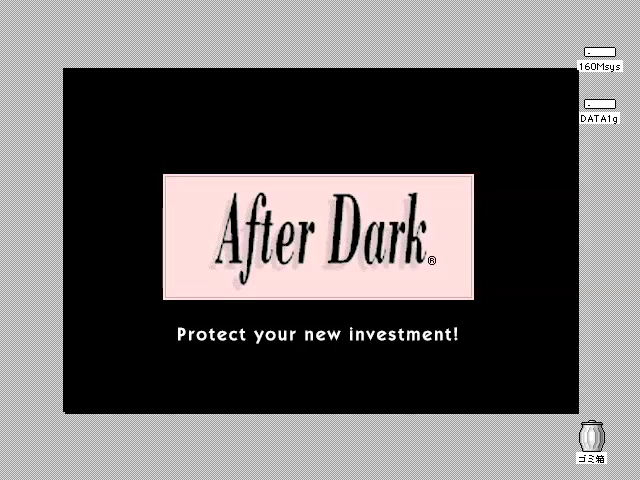 160Msys
DATA1g
After Dark®
Protect your new investment!
ゴミ箱